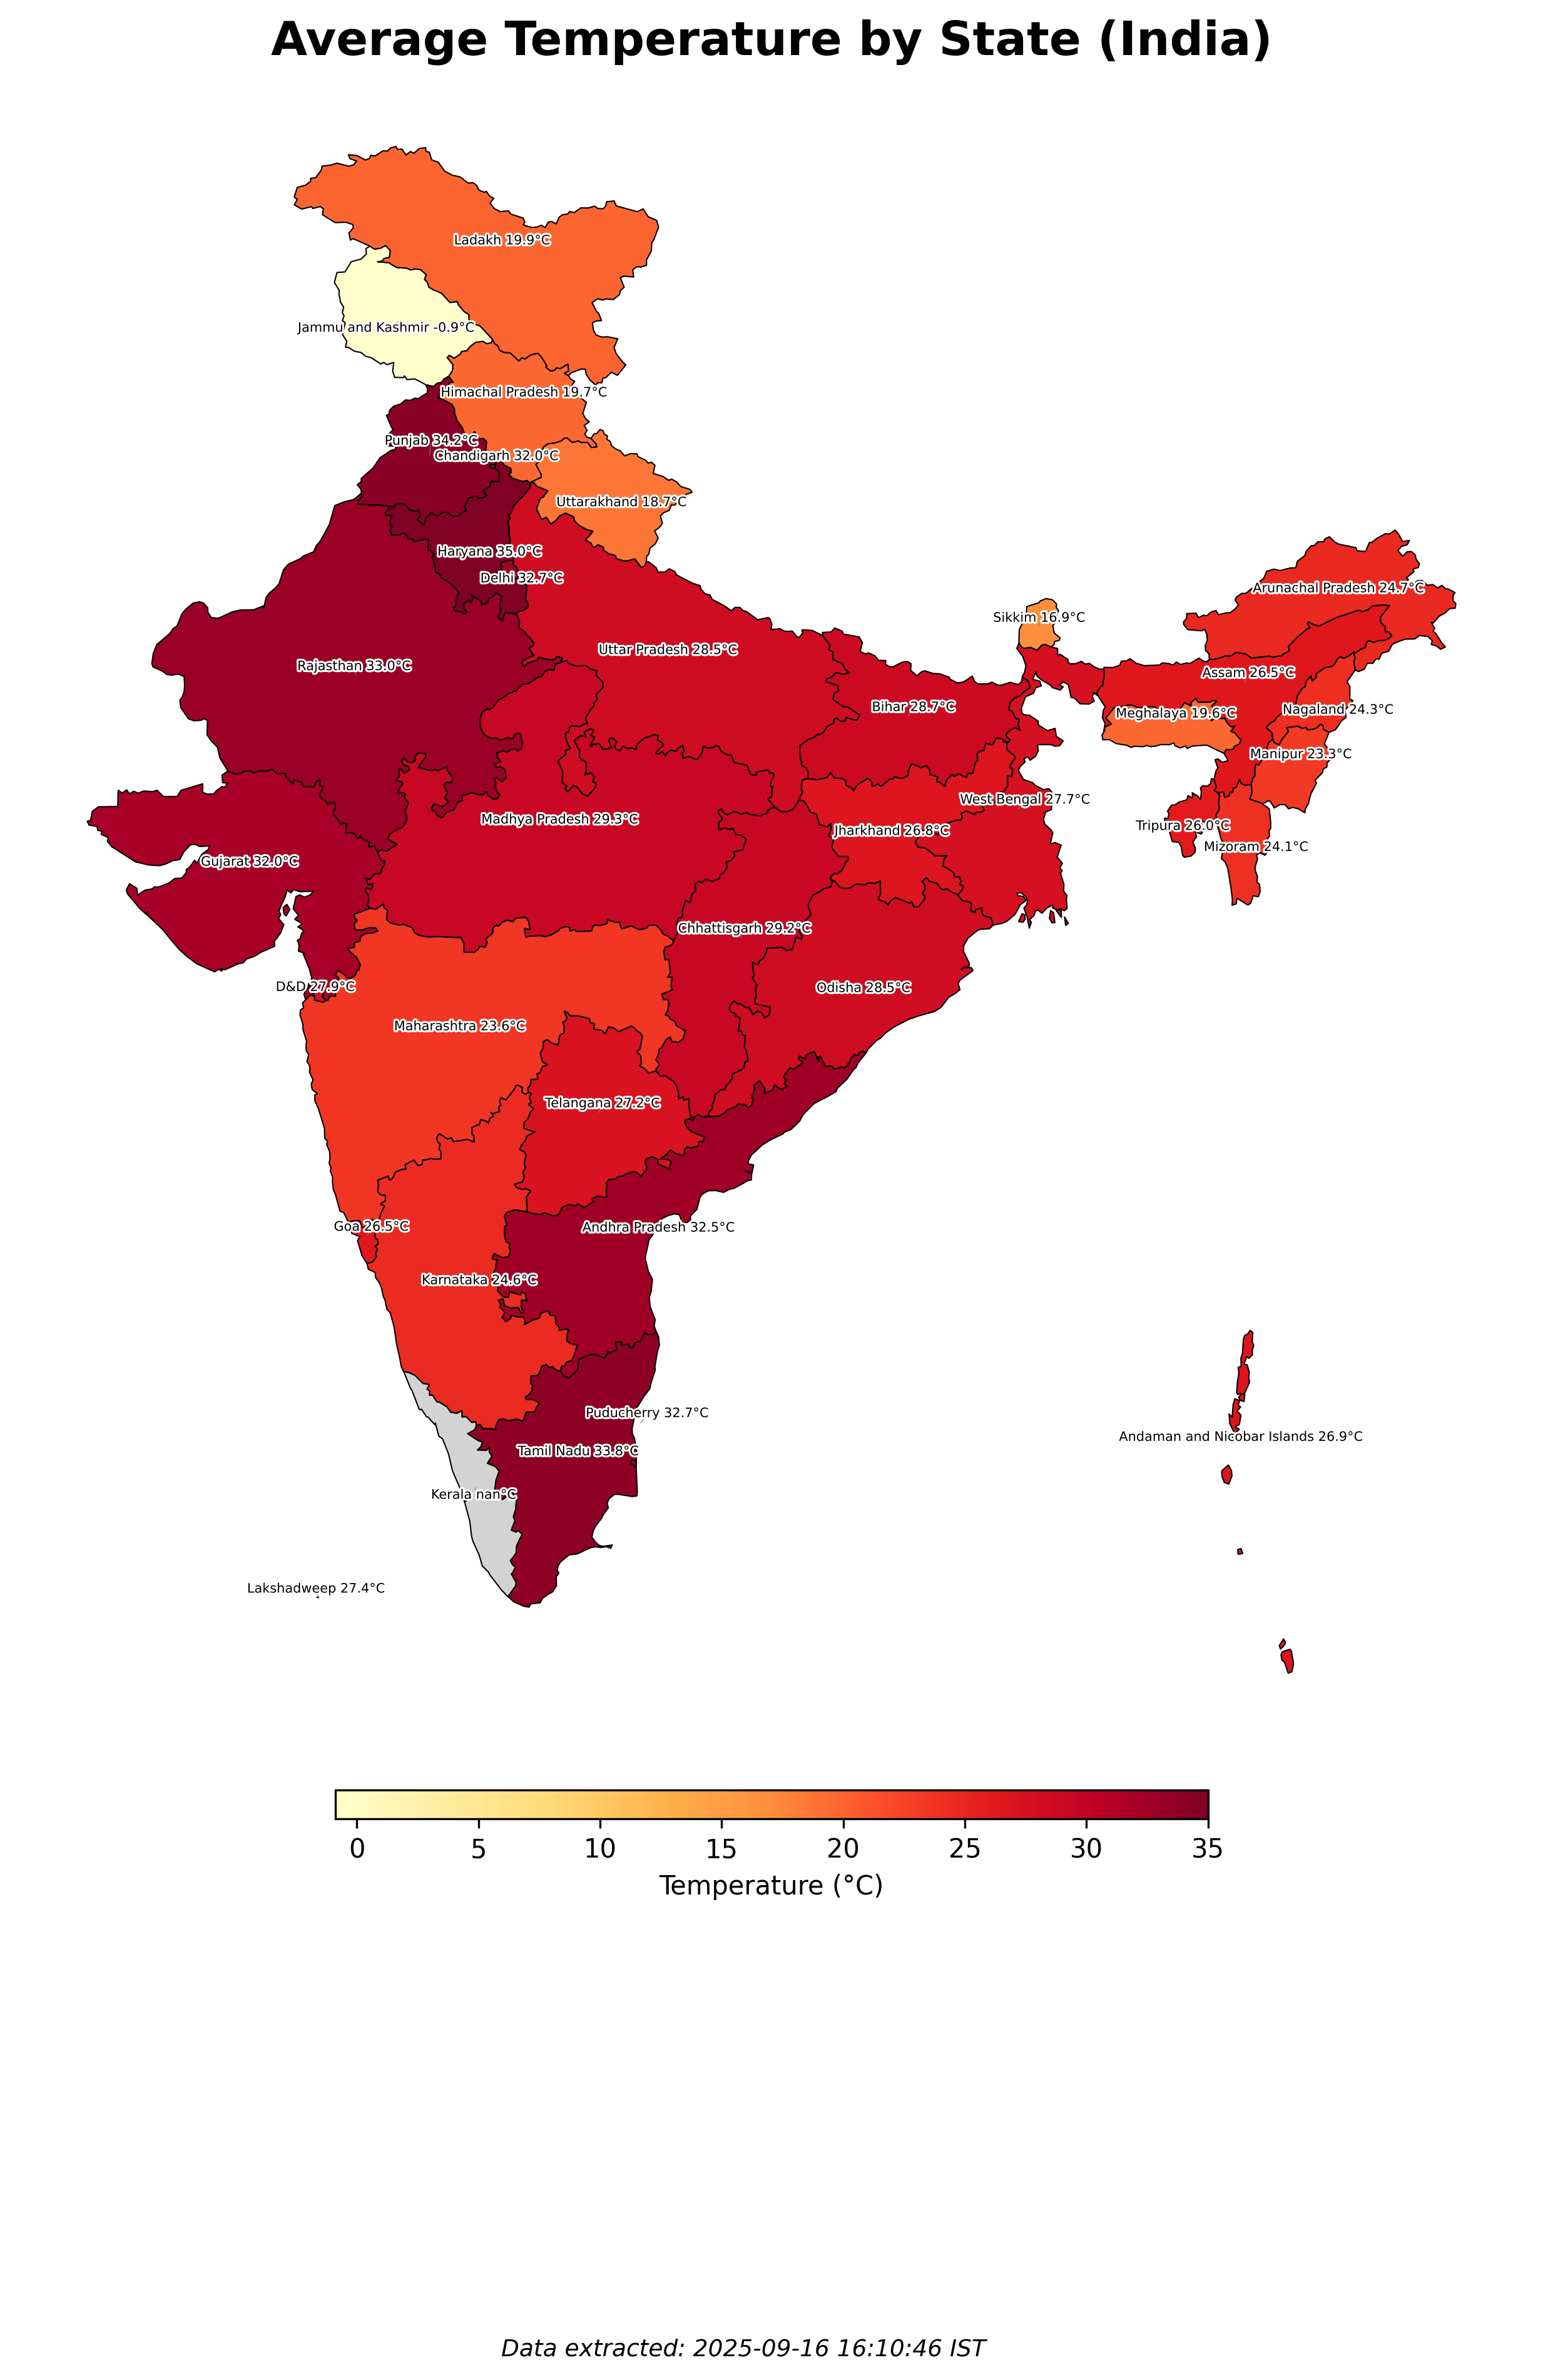 Average Temperature by State (India)
Ladakh 19.9°C
Jammu and Kashmir -0.9°C
Himachal Pradesh 19.7°C
Punjab 34.2°C
Chandigarh 32.0°C
Uttarakhand 18.7°C
Haryana 35.0°C
Delhi 32.7°C
Arunachal Pradesh 24.7°C
Sikkim 16.9°C
Uttar Pradesh 28.5°C
Rajasthan 33.0°C
Assam 26.5°C
Bihar 28.7°C
Nagaland 24.3°C
Meghalaya 19.6°C
Manipur 23.3°C
West Bengal 27.7°C
Madhya Pradesh 29.3°C
Tripura 26.0°C
Jharkhand 26.8°C
Mizoram 24.1°C
Gujarat 32.0°C
Chhattisgarh 29.2°C
D&D 27.9°C
Odisha 28.5°C
Maharashtra 23.6°C
Telangana 27.2°C
Goa 26.5°C
Andhra Pradesh 32.5°C
Karnataka 24.6°C
Puducherry 32.7°C
Andaman and Nicobar Islands 26.9°C
Tamil Nadu 33.8°C
Kerala nan°C
Lakshadweep 27.4°C
0 5 10 15 20 25 30 35
Temperature (°C)
Data extracted: 2025-09-16 16:10:46 IST